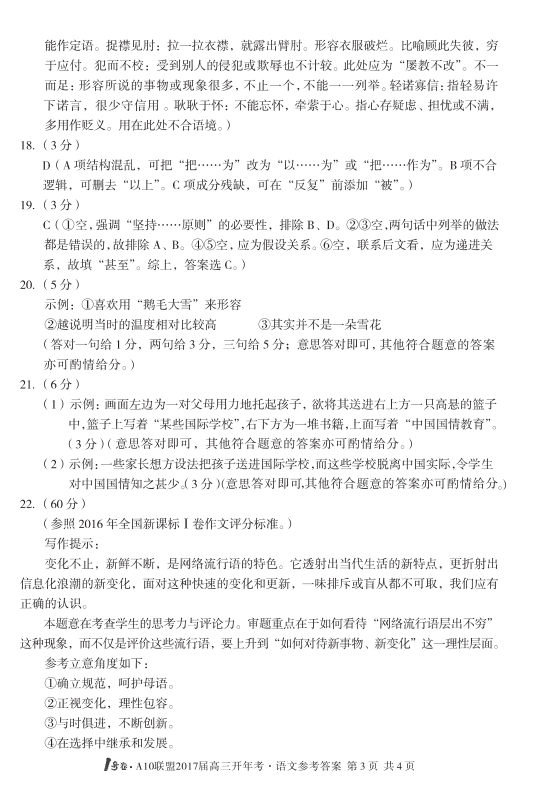 能作定语。捉襟见肘：拉一拉衣襟，就露出臂肘。形容衣服破烂。比喻顾此失彼，穷
于应付。犯而不校：受到别人的侵犯或欺辱也不计较。此处应为“屡教不改”。不一
而足：形容所说的事物或现象很多，不止一个，不能一一列举。轻诺寡信：指轻易许
下诺言，很少守信用。耿耿于怀：不能忘怀，牵萦于心。指心存疑虑、担忧或不满，
多用作贬义。用在此处不合语境。）
18.（3分）
D（A项结构混乱，可把“把……为”改为“以……为”或“把……作为”。B项不合
逻辑，可删去“以上”。C项成分残缺，可在“反复”前添加“被”。）
19.（3分）
C（①空，强调“坚持……原则”的必要性，排除B、D。②③空，两句话中列举的做法
都是错误的，故排除A、B。④⑤空，应为假设关系。⑥空，联系后文看，应为递进关
系，故填“甚至”。综上，答案选C。）
20.（5分）
示例：①喜欢用“鹅毛大雪”来形容
②越说明当时的温度相对比较高 ③其实并不是一朵雪花
（答对一句给1分，两句给3分，三句给5分；意思答对即可，其他符合题意的答案
亦可酌情给分。）
21.（6分）
（1）示例：画面左边为一对父母用力地托起孩子，欲将其送进右上方一只高悬的篮子
中，篮子上写着“某些国际学校”，右下方为一堆书籍，上面写着“中国国情教育”。
（3分）（意思答对即可，其他符合题意的答案亦可酌情给分。）
（2）示例：一些家长想方设法把孩子送进国际学校，而这些学校脱离中国实际，令学生
对中国国情知之甚少。（3分）（意思答对即可，其他符合题意的答案亦可酌情给分。）
22.（60分）
（参照2016年全国新课标Ⅰ卷作文评分标准。）
写作提示：
变化不止，新鲜不断，是网络流行语的特色。它透射出当代生活的新特点，更折射出
信息化浪潮的新变化，面对这种快速的变化和更新，一味排斥或盲从都不可取，我们应有
正确的认识。
本题意在考查学生的思考力与评论力。审题重点在于如何看待“网络流行语层出不穷”
这种现象，而不仅是评价这些流行语，要上升到“如何对待新事物、新变化”这一理性层面。
参考立意角度如下：
①确立规范，呵护母语。
②正视变化，理性包容。
③与时俱进，不断创新。
④在选择中继承和发展。
1号卷·A10联盟2017届高三开年考·语文参考答案 第3页 共4页